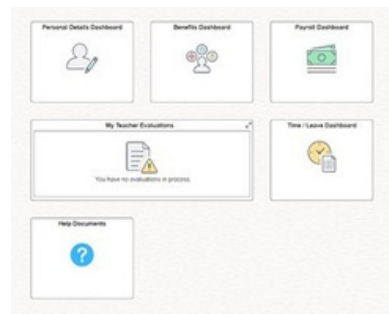 Personal Details Dashboard
Benefits Dashboard
Payroll Dashboard
My Teacher Evaluations
You have no evaluations in process.
Time / Leave Dashboard
Help Documents
?